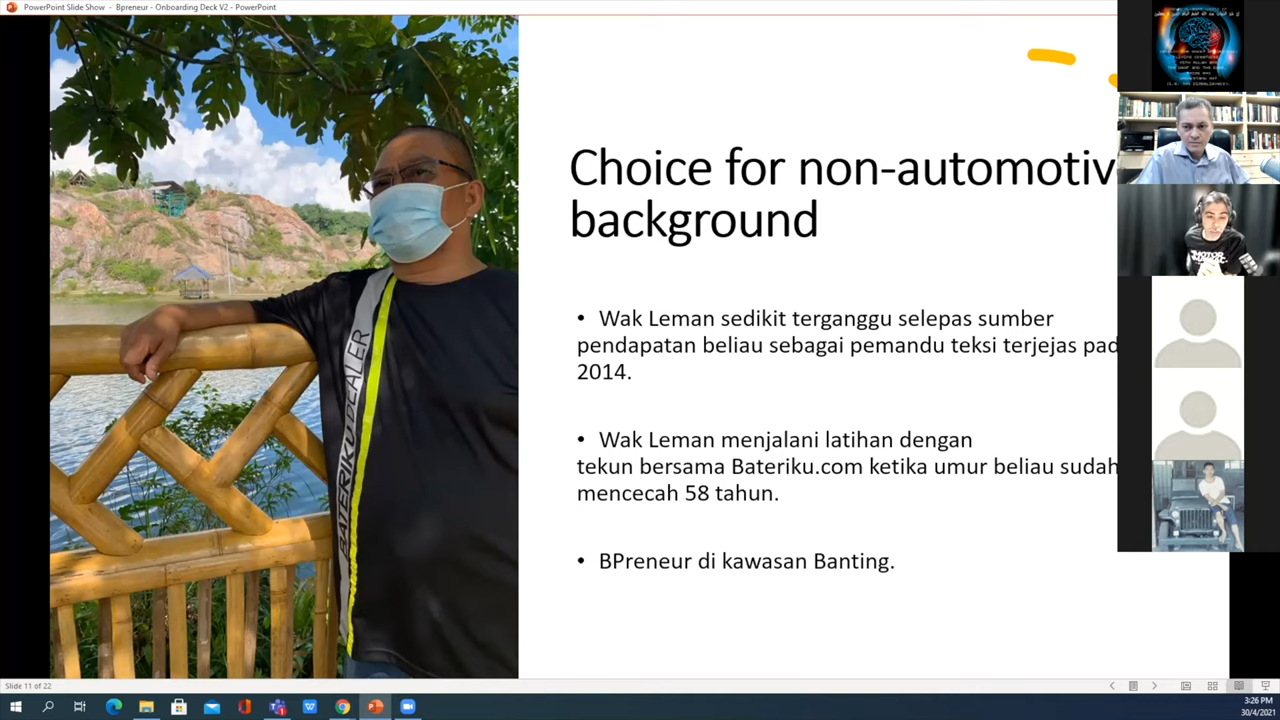 PowerPoint Slide Show - Bpreneur - Onboarding Deck V2 - PowerPoint
Choice for non-automotiv
background
• Wak Leman sedikit terganggu selepas sumber
pendapatan beliau sebagai pemandu teksi terjejas pad
2014.
• Wak Leman menjalani latihan dengan
tekun bersama Bateriku.com ketika umur beliau sudah
mencecah 58 tahun.
• BPreneur di kawasan Banting.
BATERIKU DEALER
Slide 11 of 22
3:26 PM
30/4/2021